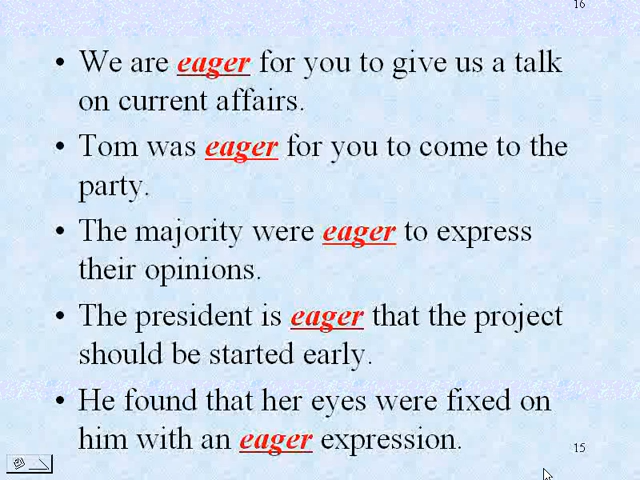 16
• We are eager for you to give us a talk
on current affairs.
• Tom was eager for you to come to the
party.
• The majority were eager to express
their opinions.
• The president is eager that the project
should be started early.
• He found that her eyes were fixed on
him with an eager expression.
15